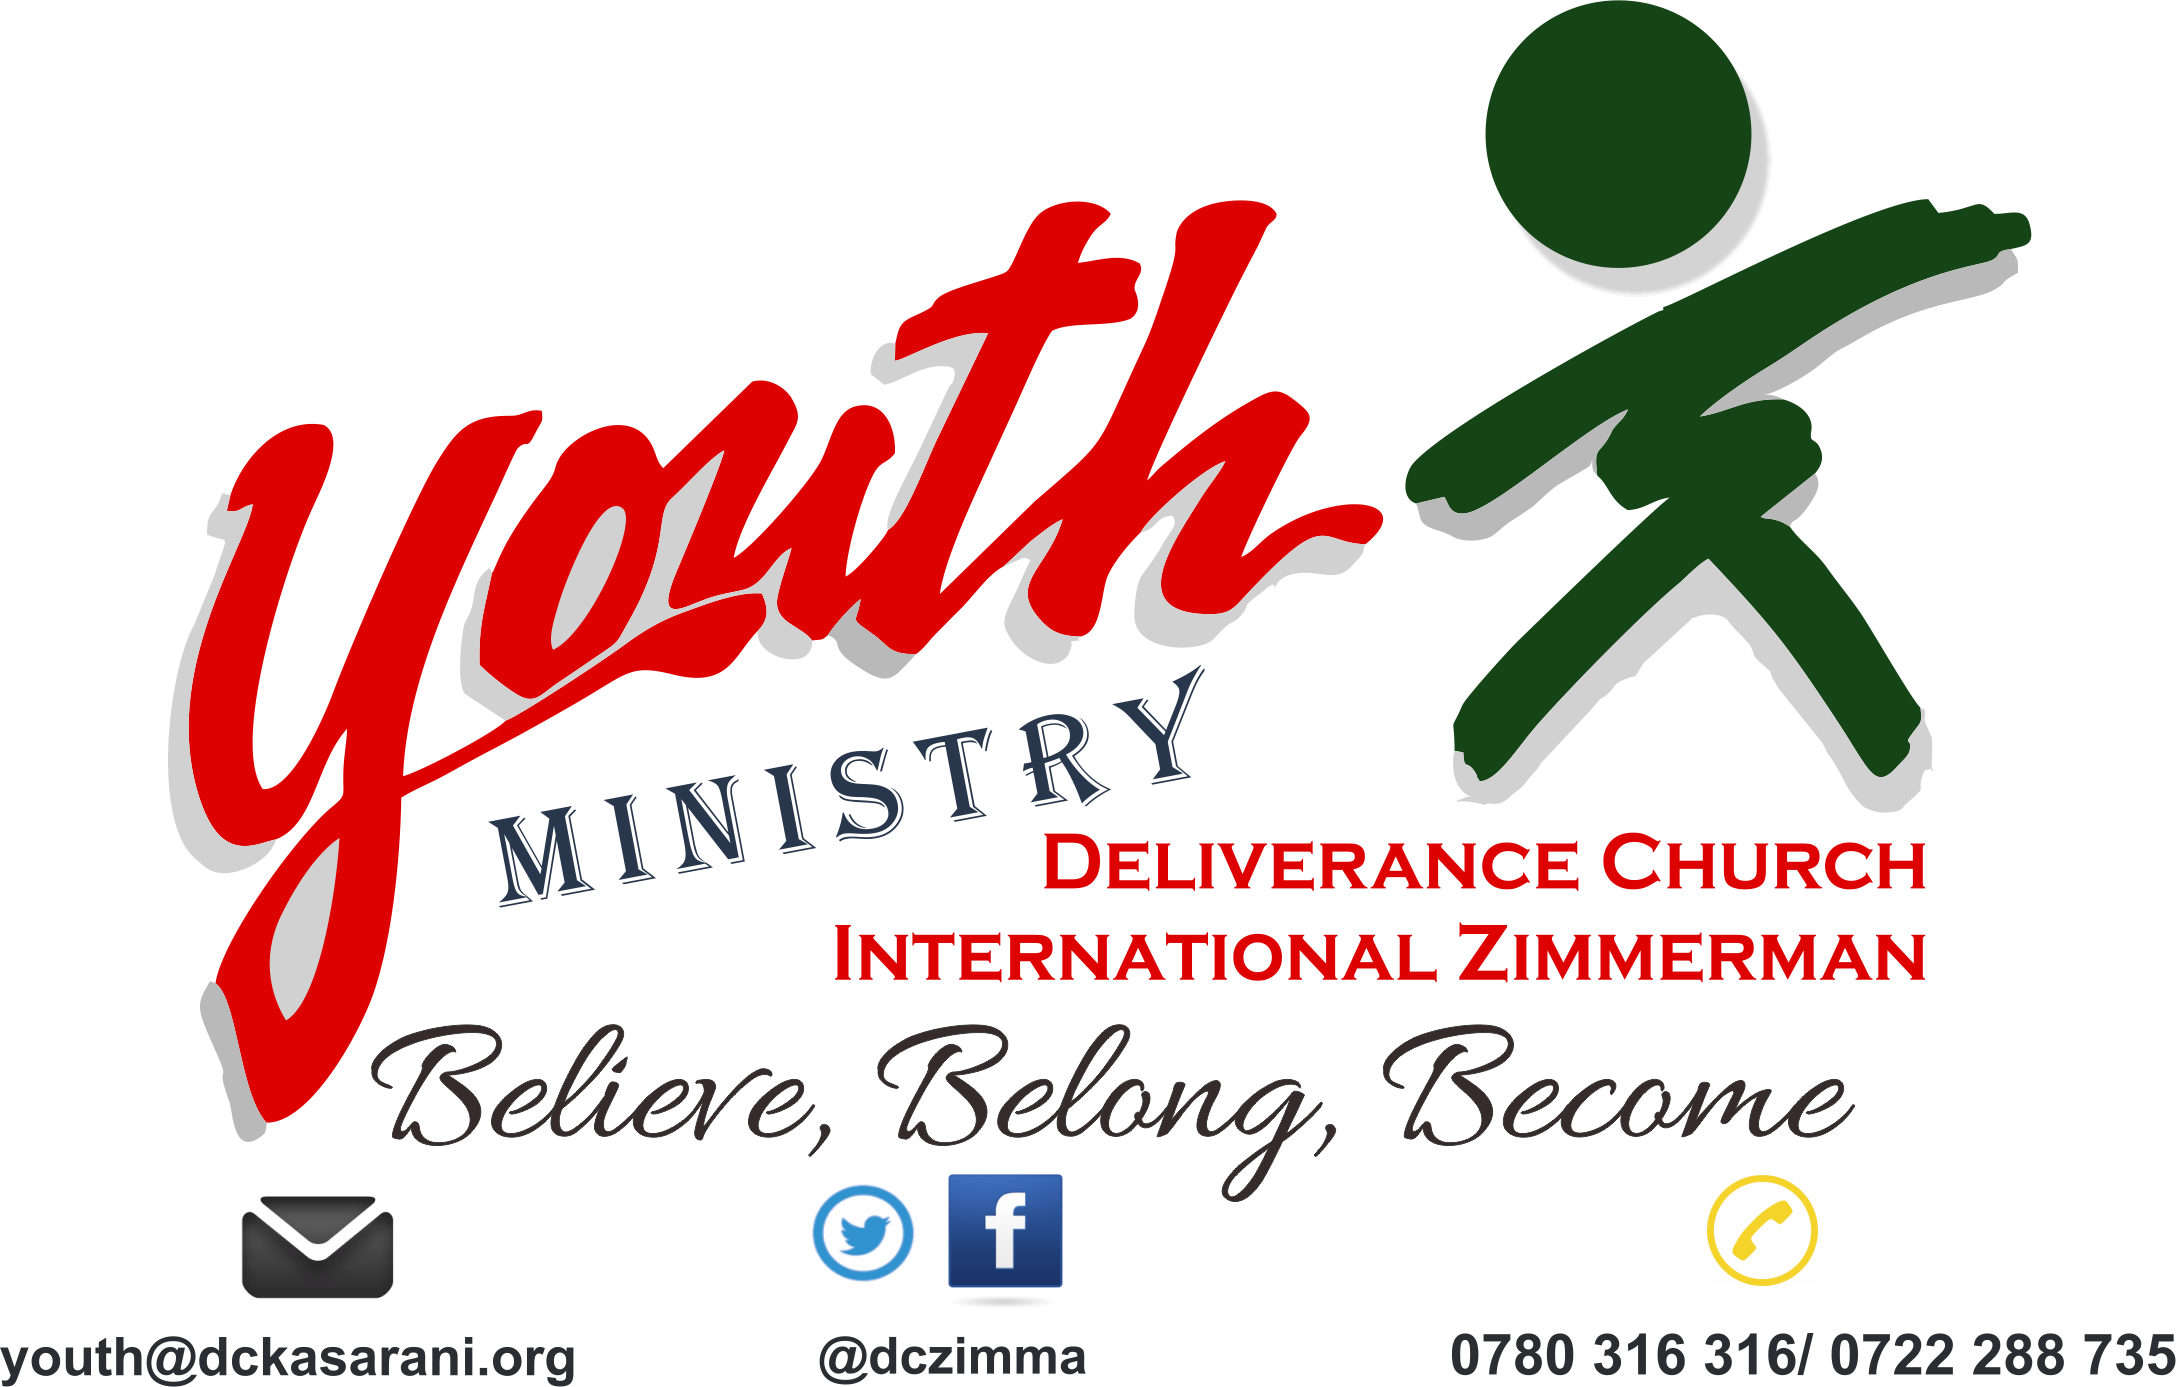 Youth
MINISTRY
DELIVERANCE CHURCH
INTERNATIONAL ZIMMERMAN
Believe, Belong, Become
youth@dckasarani.org
@dczimma
0780 316 316/ 0722 288 735